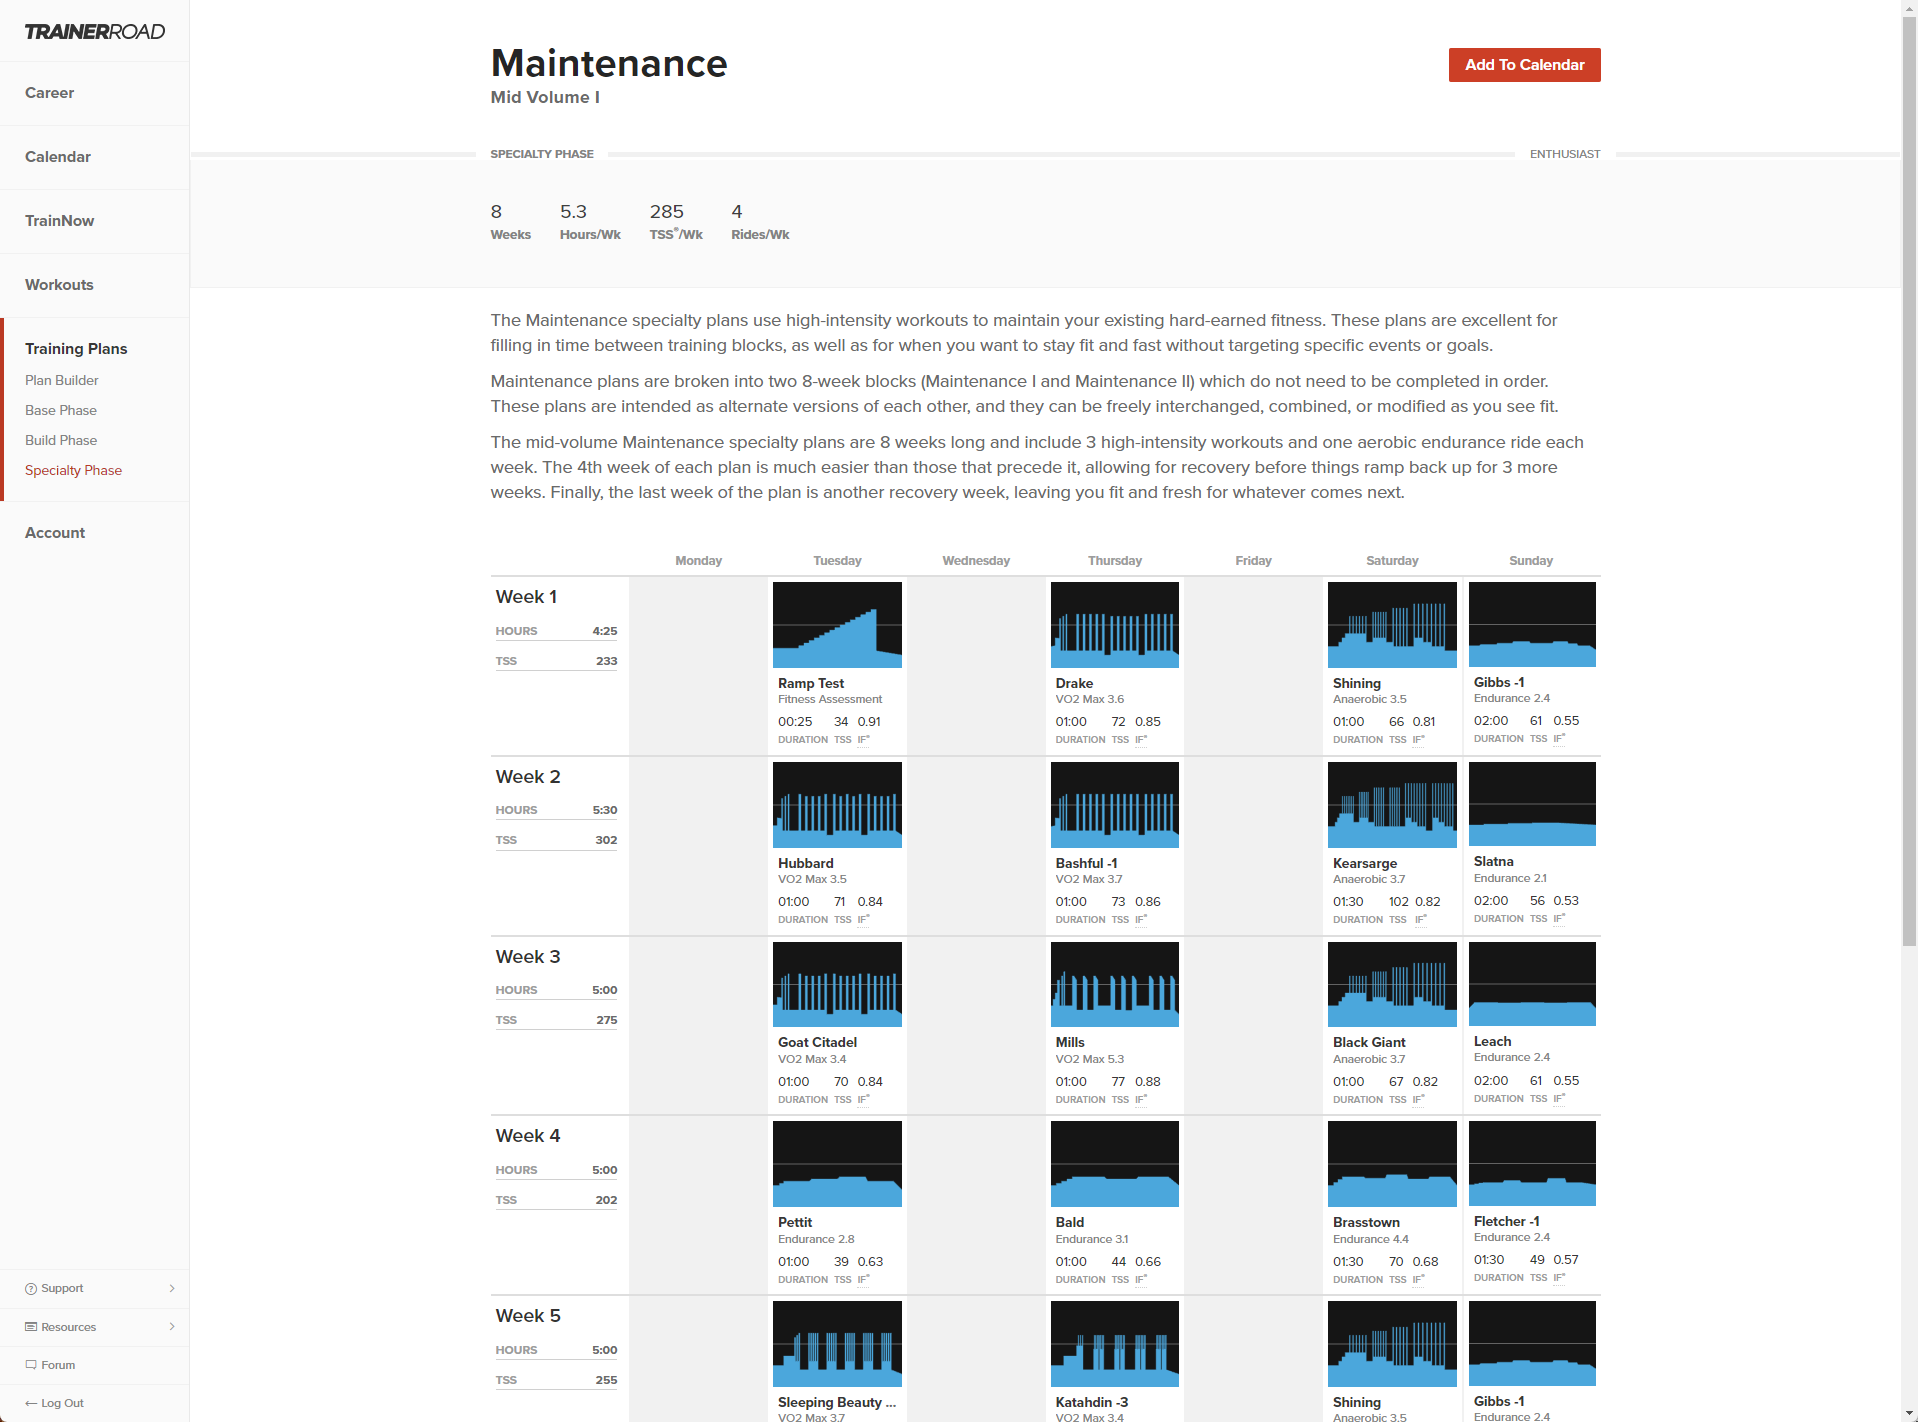 TRAINERROAD
Career
Calendar
TrainNow
Workouts
Training Plans
Plan Builder
Base Phase
Build Phase
Specialty Phase
Account
Support
Resources
Forum
Log Out
Maintenance
Mid Volume I
Add To Calendar
SPECIALTY PHASE ENTHUSIAST
8 5.3 285 4
Weeks Hours/Wk TSS®/Wk Rides/Wk
The Maintenance specialty plans use high-intensity workouts to maintain your existing hard-earned fitness. These plans are excellent for
filling in time between training blocks, as well as for when you want to stay fit and fast without targeting specific events or goals.
Maintenance plans are broken into two 8-week blocks (Maintenance I and Maintenance II) which do not need to be completed in order.
These plans are intended as alternate versions of each other, and they can be freely interchanged, combined, or modified as you see fit.
The mid-volume Maintenance specialty plans are 8 weeks long and include 3 high-intensity workouts and one aerobic endurance ride each
week. The 4th week of each plan is much easier than those that precede it, allowing for recovery before things ramp back up for 3 more
weeks. Finally, the last week of the plan is another recovery week, leaving you fit and fresh for whatever comes next.
Monday Tuesday Wednesday Thursday Friday Saturday Sunday
Week 1
HOURS 4:25
TSS 233
Ramp Test Drake Shining Gibbs -1
Fitness Assessment VO2 Max 3.6 Anaerobic 3.5 Endurance 2.4
00:25 34 0.91 01:00 72 0.85 01:00 66 0.81 02:00 61 0.55
DURATION TSS IF® DURATION TSS IF® DURATION TSS IF® DURATION TSS IF®
Week 2
HOURS 5:30
TSS 302
Hubbard Bashful -1 Kearsarge Slatna
VO2 Max 3.5 VO2 Max 3.7 Anaerobic 3.7 Endurance 2.1
01:00 71 0.84 01:00 73 0.86 01:30 102 0.82 02:00 56 0.53
DURATION TSS IF® DURATION TSS IF® DURATION TSS IF® DURATION TSS IF®
Week 3
HOURS 5:00
TSS 275
Goat Citadel Mills Black Giant Leach
VO2 Max 3.4 VO2 Max 5.3 Anaerobic 3.7 Endurance 2.4
01:00 70 0.84 01:00 77 0.88 01:00 67 0.82 02:00 61 0.55
DURATION TSS IF® DURATION TSS IF® DURATION TSS IF® DURATION TSS IF®
Week 4
HOURS 5:00
TSS 202
Pettit Bald Brasstown Fletcher -1
Endurance 2.8 Endurance 3.1 Endurance 4.4 Endurance 2.4
01:00 39 0.63 01:00 44 0.66 01:30 70 0.68 01:30 49 0.57
DURATION TSS IF® DURATION TSS IF® DURATION TSS IF® DURATION TSS IF®
Week 5
HOURS 5:00
TSS 255
Sleeping Beauty ... Katahdin -3 Shining Gibbs -1
VO2 Max 3.7 VO2 Max 3.4 Anaerobic 3.5 Endurance 2.4